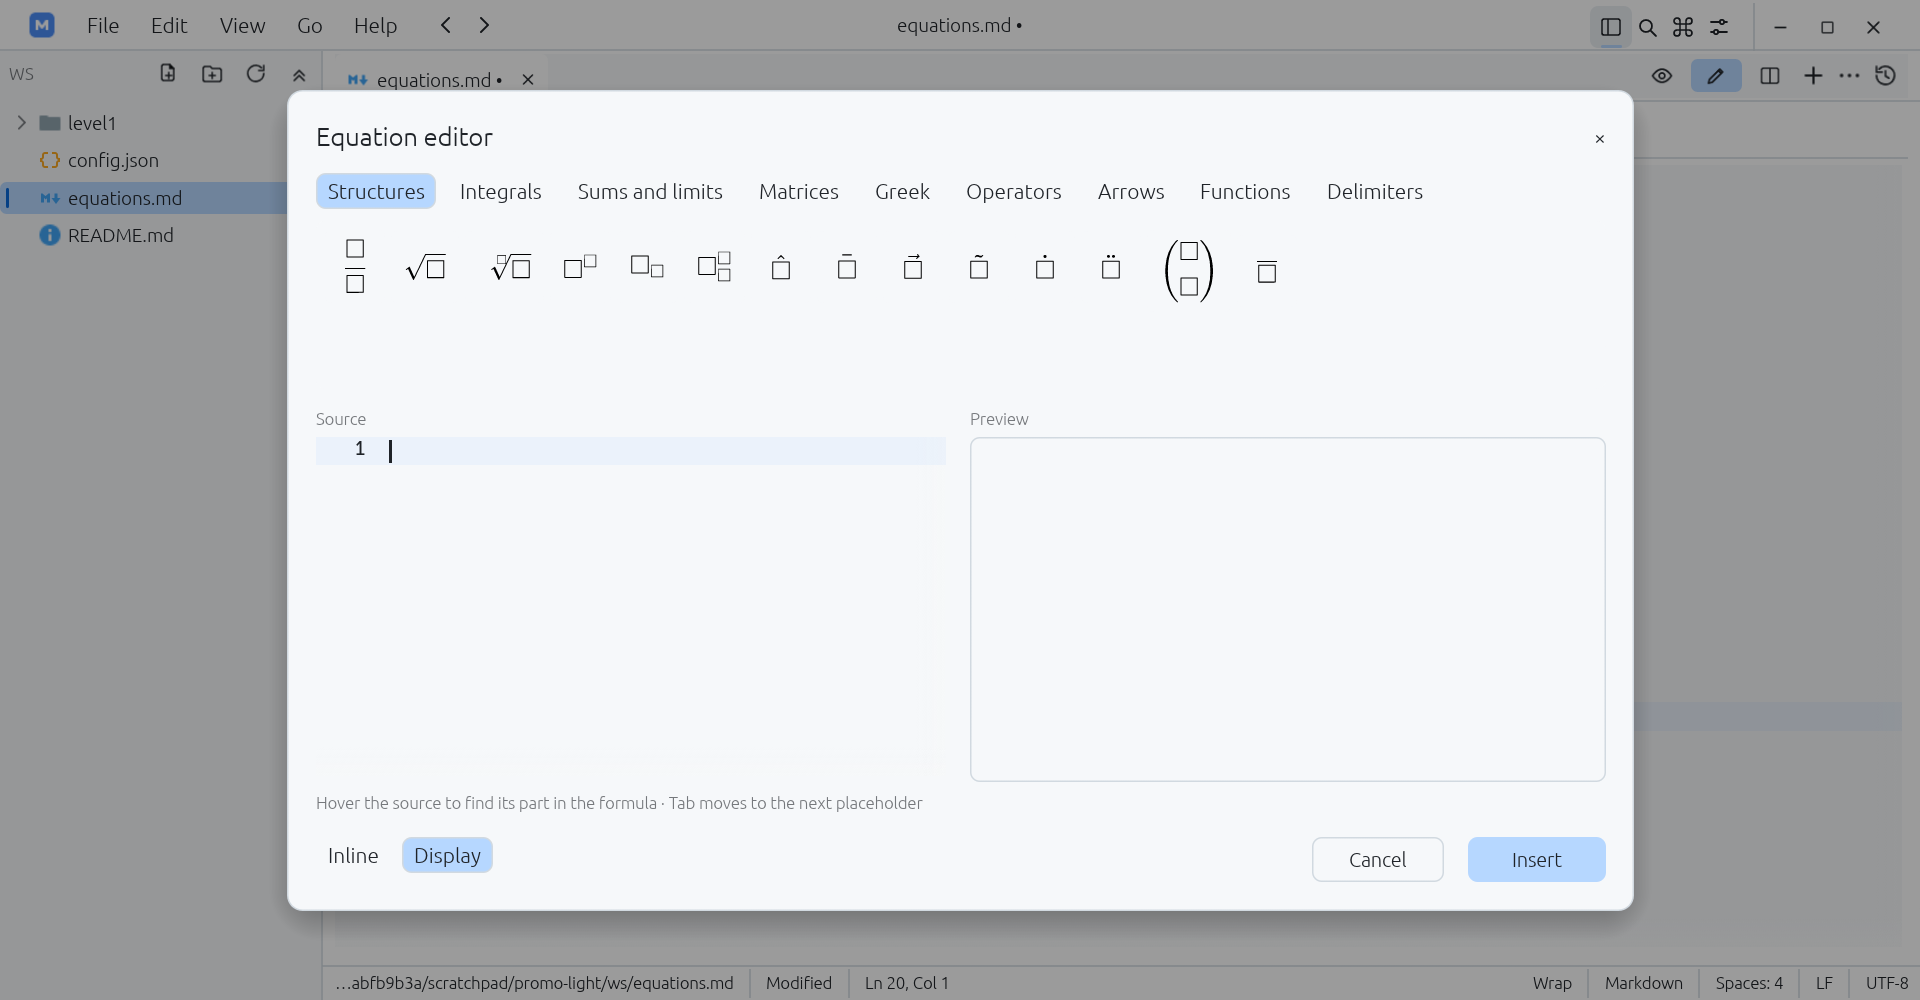 M File Edit View Go Help equations.md •
WS
equations.md •
level1
config.json
equations.md
README.md
Equation editor
Structures Integrals Sums and limits Matrices Greek Operators Arrows Functions Delimiters
Source
Preview
1
Hover the source to find its part in the formula · Tab moves to the next placeholder
Inline Display
Cancel Insert
…abfb9b3a/scratchpad/promo-light/ws/equations.md Modified Ln 20, Col 1 Wrap Markdown Spaces: 4 LF UTF-8